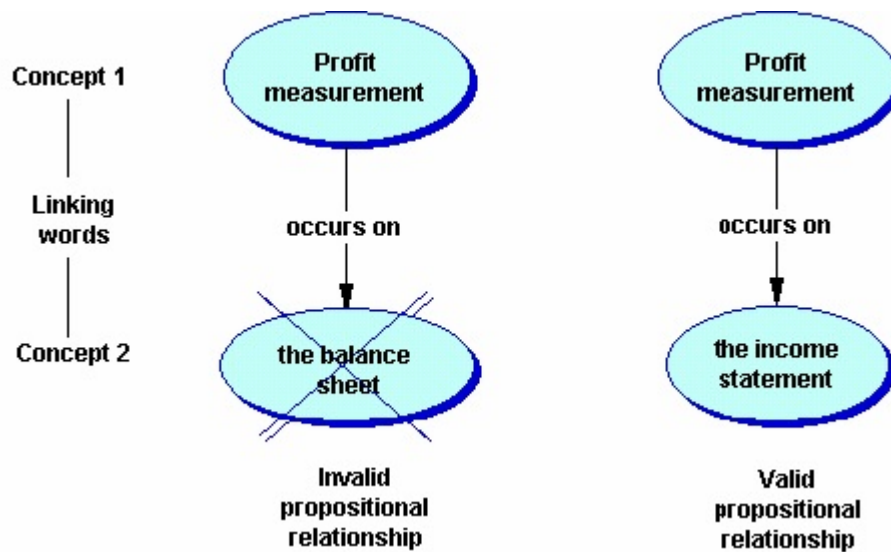 Concept 1
Linking
words
Concept 2
Profit
measurement
occurs on
the balance
sheet
Invalid
propositional
relationship
Profit
measurement
occurs on
the income
statement
Valid
propositional
relationship